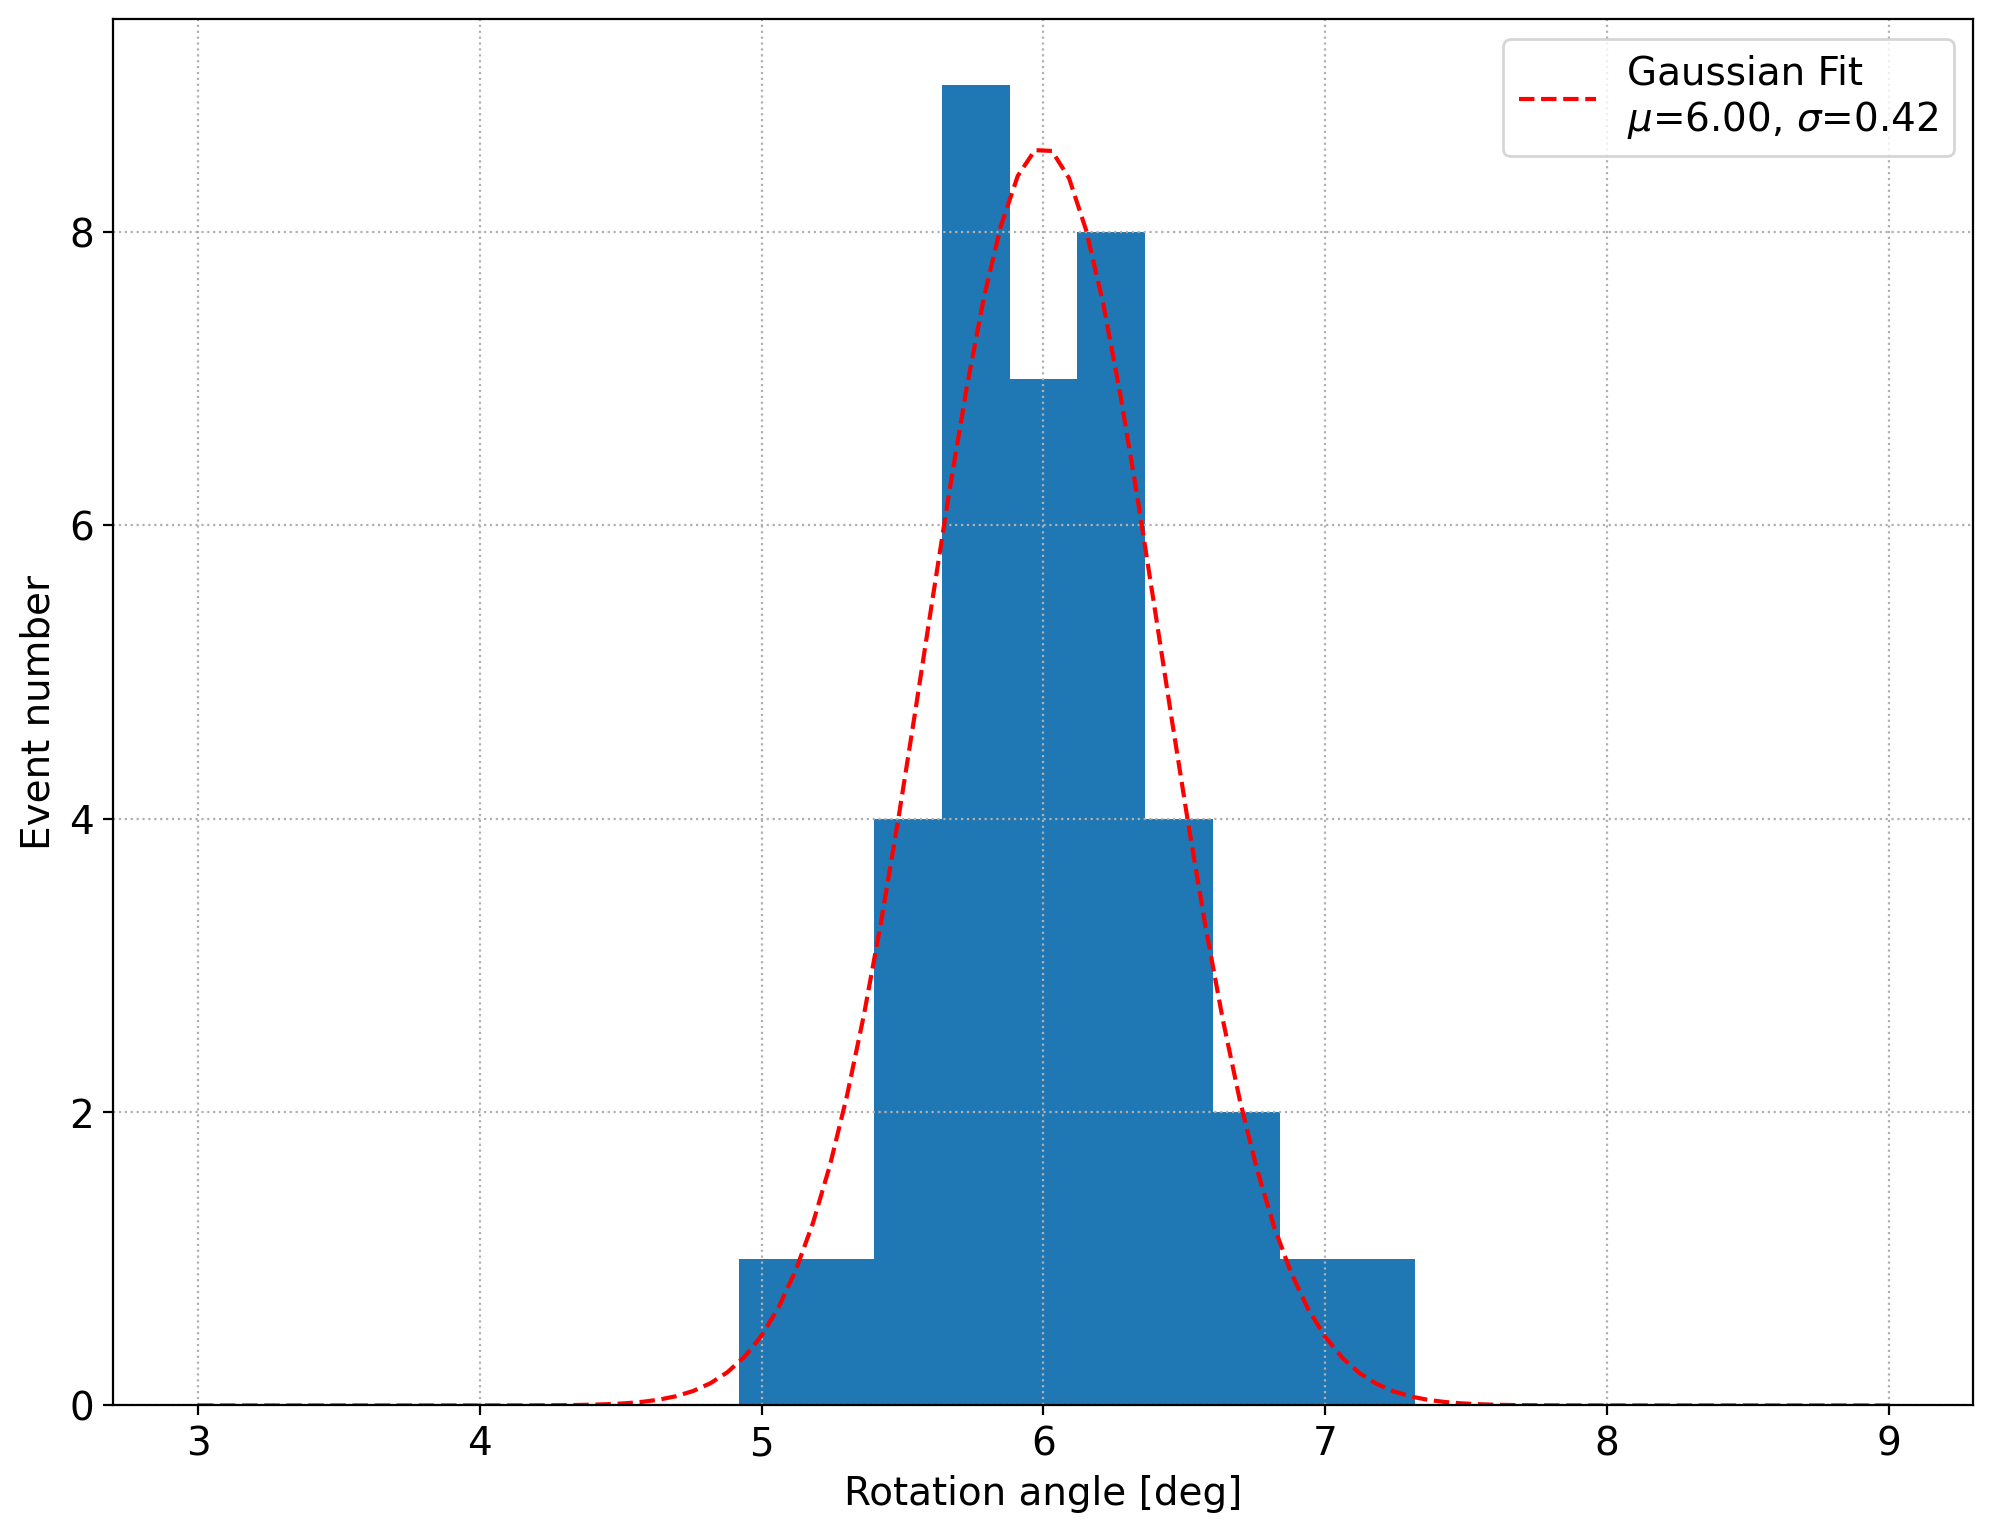 Gaussian Fit
μ=6.00, σ=0.42
8
6
4
2
0
Event number
3 4 5 6 7 8 9
Rotation angle [deg]